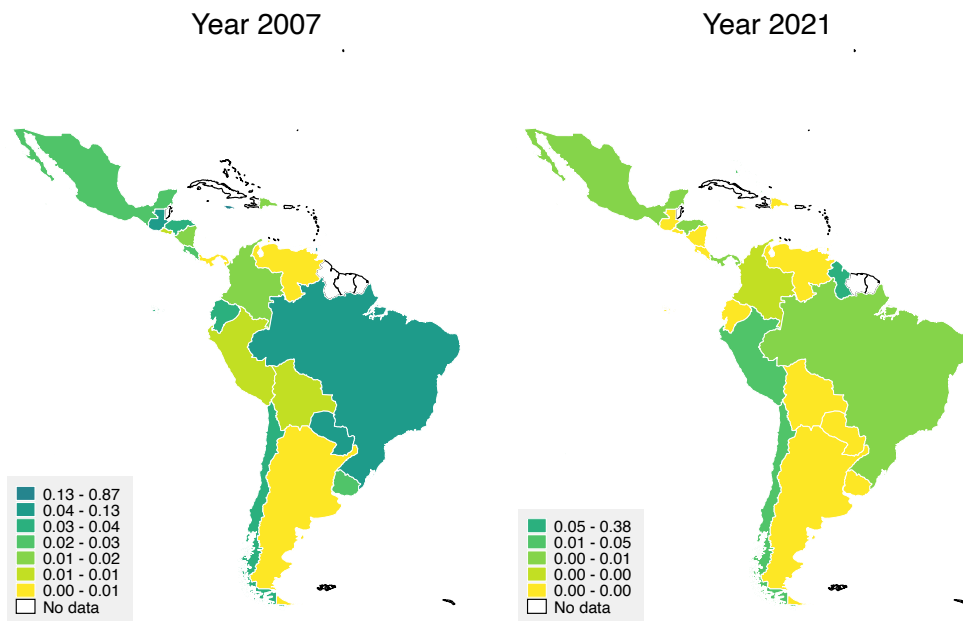 Year 2007
Year 2021
0.13 - 0.87
0.04 - 0.13
0.03 - 0.04
0.02 - 0.03
0.01 - 0.02
0.01 - 0.01
0.00 - 0.01
No data
0.05 - 0.38
0.01 - 0.05
0.00 - 0.01
0.00 - 0.00
0.00 - 0.00
No data